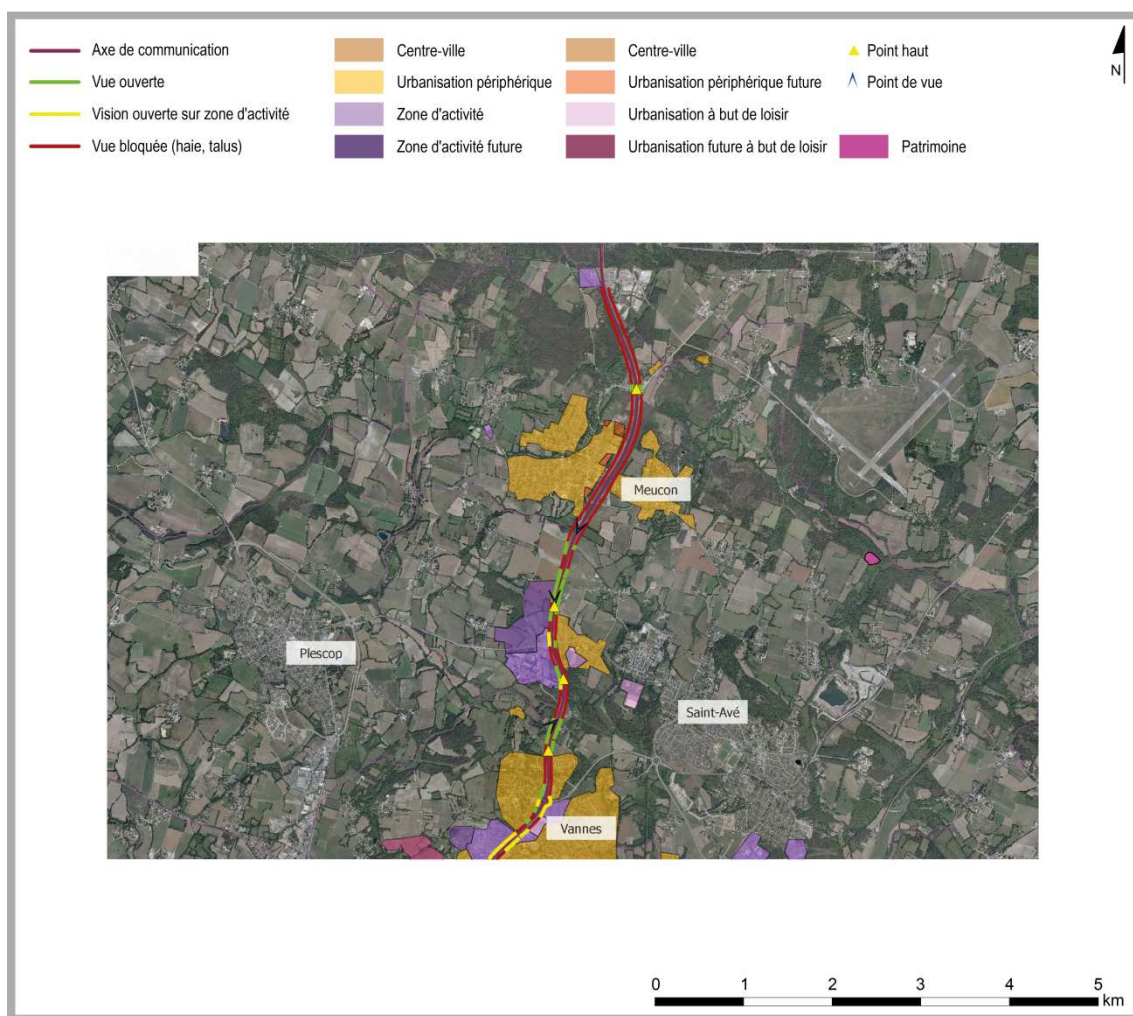 Axe de communication
Vue ouverte
Vision ouverte sur zone d'activité
Vue bloquée (haie, talus)
Centre-ville
Urbanisation périphérique
Zone d'activité
Zone d'activité future
Centre-ville
Urbanisation périphérique future
Urbanisation à but de loisir
Urbanisation future à but de loisir
Point haut
Point de vue
Patrimoine
N
Meucon
Plescop
Saint-Avé
Vannes
0 1 2 3 4 5
km